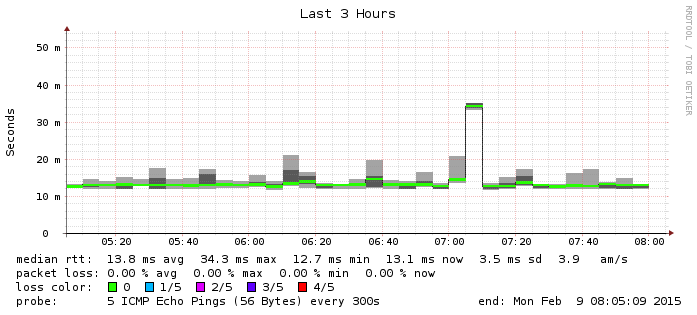 Last 3 Hours
RRDTOOL / TOBI OETIKER
Seconds
50 m
40 m
30 m
20 m
10 m
0
05:20 05:40 06:00 06:20 06:40 07:00 07:20 07:40 08:00
median rtt: 13.8 ms avg 34.3 ms max 12.7 ms min 13.1 ms now 3.5 ms sd 3.9 am/s
packet loss: 0.00 % avg 0.00 % max 0.00 % min 0.00 % now
loss color: 0 1/5 2/5 3/5 4/5
probe: 5 ICMP Echo Pings (56 Bytes) every 300s end: Mon Feb 9 08:05:09 2015